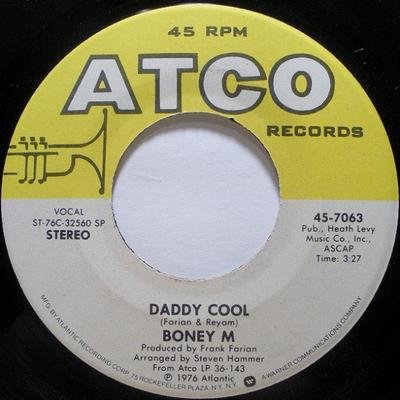 45 RPM
ATCO
RECORDS
VOCAL
ST-76C-32560 SP
STEREO
45-7063
Pub., Heath Levy
Music Co., Inc.,
ASCAP
Time: 3:27
DADDY COOL
(Farian & Reyam)
BONEY M
Produced by Frank Farian
Arranged by Steven Hammer
From Atco LP 36-143
℗ 1976 Atlantic
MFG. BY ATLANTIC RECORDING CORP. 75 ROCKEFELLER PLAZA, N.Y. N.Y. A WARNER COMMUNICATIONS COMPANY